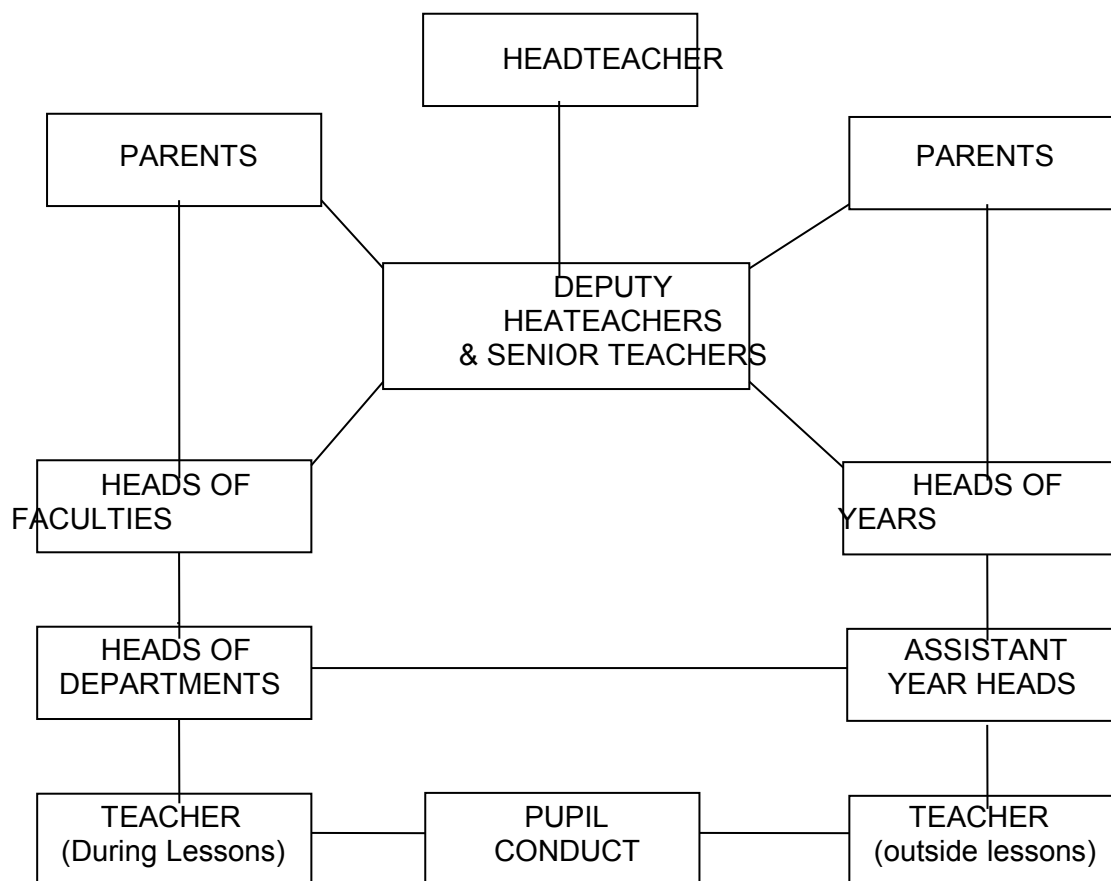 HEADTEACHER
PARENTS
PARENTS
DEPUTY
HEATEACHERS
& SENIOR TEACHERS
HEADS OF
FACULTIES
HEADS OF
YEARS
HEADS OF
DEPARTMENTS
ASSISTANT
YEAR HEADS
TEACHER
(During Lessons)
PUPIL
CONDUCT
TEACHER
(outside lessons)